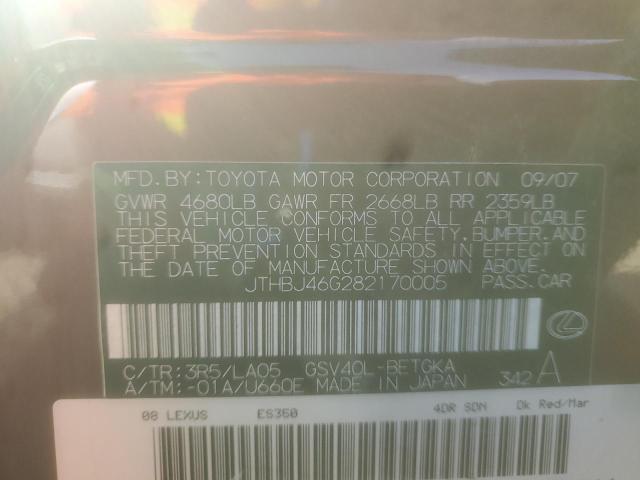 MFD. BY: TOYOTA MOTOR CORPORATION 09/07
GVWR 4680LB GAWR FR 2668LB RR 2359LB
THIS VEHICLE CONFORMS TO ALL APPLICABLE
FEDERAL MOTOR VEHICLE SAFETY, BUMPER, AND
THEFT PREVENTION STANDARDS IN EFFECT ON
THE DATE OF MANUFACTURE SHOWN ABOVE.
JTHBJ46G282170005 PASS. CAR
C/TR: 3R5/LA05 GSV40L-BETGKA
A/TM: -01A/U660E MADE IN JAPAN 342 A
08 LEXUS ES350 4DR SDN Dk Red/Mar